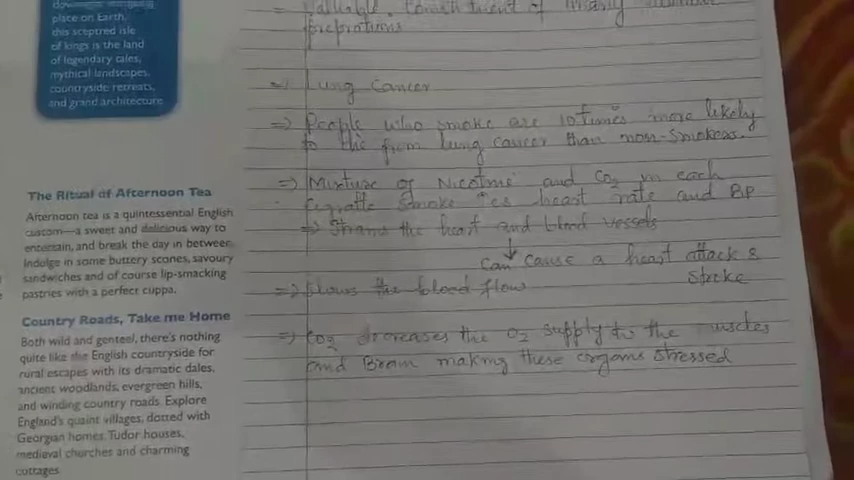 place on Earth,
this sceptred isle
of kings is the land
of legendary tales,
mythical landscapes,
countryside retreats,
and grand architecture
The Ritual of Afternoon Tea
Afternoon tea is a quintessential English
custom—a sweet and delicious way to
entertain, and break the day in between.
Indulge in some buttery scones, savoury
sandwiches and of course lip-smacking
pastries with a perfect cuppa.
Country Roads, Take me Home
Both wild and genteel, there's nothing
quite like the English countryside for
rural escapes with its dramatic dales,
ancient woodlands, evergreen hills,
and winding country roads. Explore
England's quaint villages, dotted with
Georgian homes, Tudor houses,
medieval churches and charming
cottages.
of many
⇒ Lung Cancer
⇒ People who smoke are 10 times more likely
to die from lung cancer than non-smokers.
⇒ Mixture of Nicotine and CO₂ in each
smoke heart rate and BP
⇒ Strains the heart and blood vessels
↓
can cause a heart attack &
stroke
⇒ Slows the blood flow
⇒ CO₂ decreases the O₂ supply to the muscles
and Brain making these organs stressed